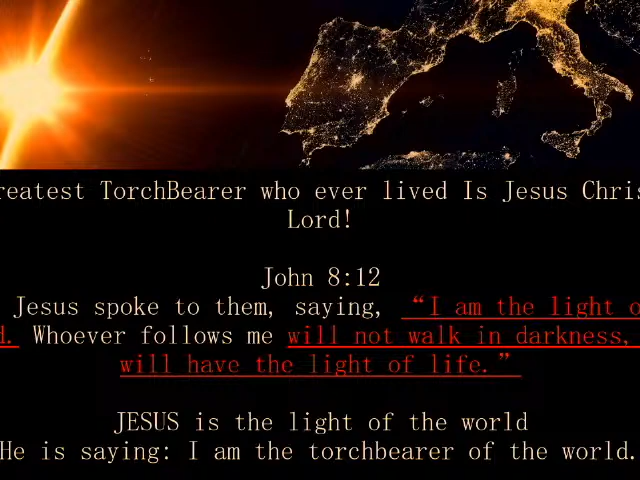 reatest TorchBearer who ever lived Is Jesus Chris
Lord!
John 8:12
Jesus spoke to them, saying, “I am the light o
d. Whoever follows me will not walk in darkness,
will have the light of life.”
JESUS is the light of the world
He is saying: I am the torchbearer of the world.